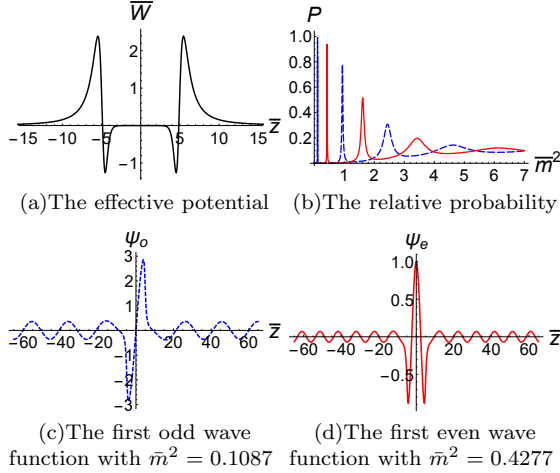 W̅
2
1
−1
−15 −10 −5 0 5 10 15 z̅
(a)The effective potential
P
1.0
0.8
0.6
0.4
0.2
0 1 2 3 4 5 6 7 m̅²
(b)The relative probability
ψₒ
3
2
1
−1
−2
−3
−60 −40 −20 20 40 60 z̅
(c)The first odd wave
function with m̄² = 0.1087
ψₑ
1.0
0.5
−0.5
−60 −40 −20 0 20 40 60 z̅
(d)The first even wave
function with m̄² = 0.4277